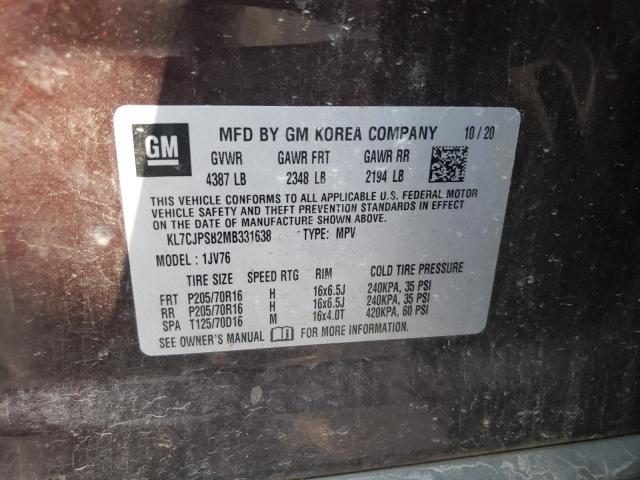 GM MFD BY GM KOREA COMPANY 10/20
GVWR GAWR FRT GAWR RR
4387 LB 2348 LB 2194 LB
THIS VEHICLE CONFORMS TO ALL APPLICABLE U.S. FEDERAL MOTOR
VEHICLE SAFETY AND THEFT PREVENTION STANDARDS IN EFFECT
ON THE DATE OF MANUFACTURE SHOWN ABOVE.
KL7CJPSB2MB331638 TYPE: MPV
MODEL: 1JV76
TIRE SIZE SPEED RTG RIM COLD TIRE PRESSURE
FRT P205/70R16 H 16x6.5J 240KPA, 35 PSI
RR P205/70R16 H 16x6.5J 240KPA, 35 PSI
SPA T125/70D16 M 16x4.0T 420KPA, 60 PSI
SEE OWNER'S MANUAL FOR MORE INFORMATION.